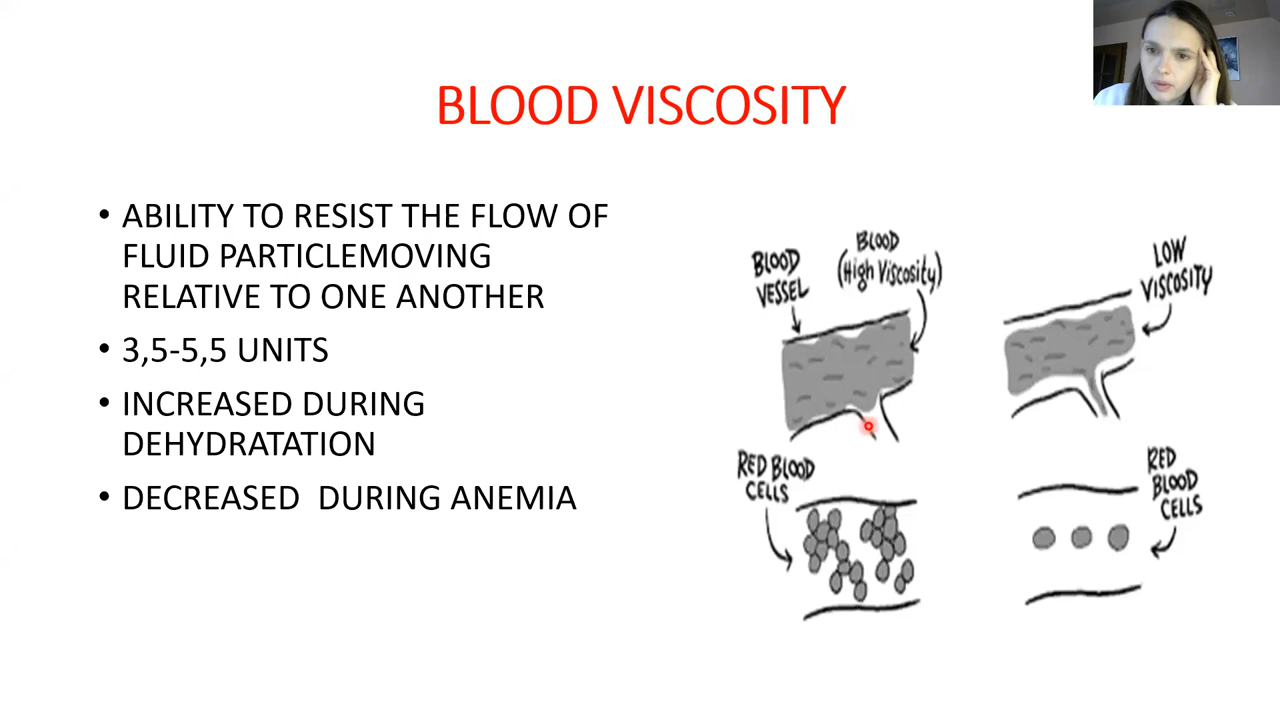 BLOOD VISCOSITY
• ABILITY TO RESIST THE FLOW OF
FLUID PARTICLEMOVING
RELATIVE TO ONE ANOTHER
• 3,5-5,5 UNITS
• INCREASED DURING
DEHYDRATATION
• DECREASED  DURING ANEMIA
BLOOD
VESSEL
BLOOD
(High Viscosity)
LOW
VISCOSITY
RED BLOOD
CELLS
RED
BLOOD
CELLS